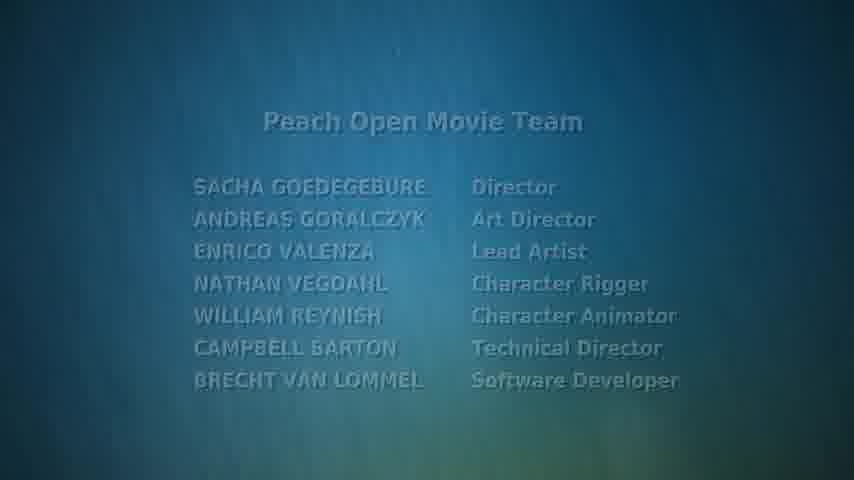 Peach Open Movie Team
SACHA GOEDEGEBURE Director
ANDREAS GORALCZYK Art Director
ENRICO VALENZA Lead Artist
NATHAN VEGDAHL Character Rigger
WILLIAM REYNISH Character Animator
CAMPBELL BARTON Technical Director
BRECHT VAN LOMMEL Software Developer